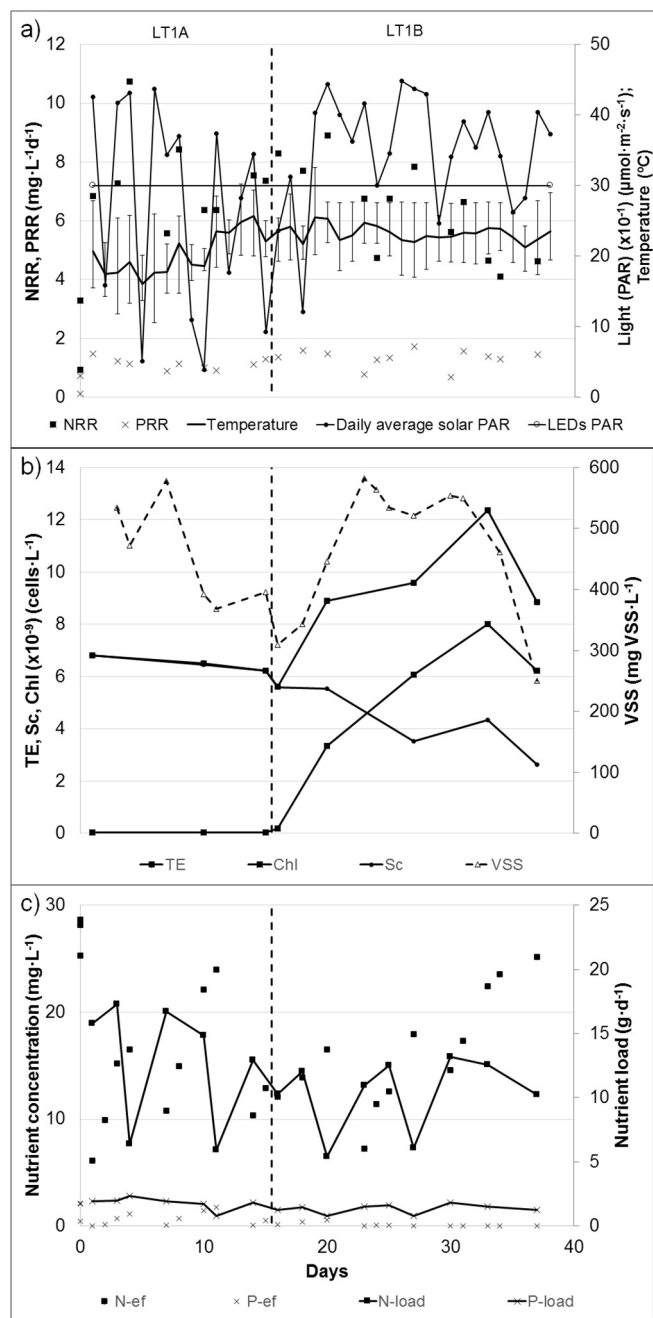 a)
LT1A
LT1B
12
10
8
6
4
2
0
NRR, PRR (mg·L⁻¹d⁻¹)
50
40
30
20
10
0
Light (PAR) (x10⁻¹) (µmol·m⁻²·s⁻¹);
Temperature
(ºC)
NRR
PRR
Temperature
Daily average solar PAR
LEDs PAR
b)
14
12
10
8
6
4
2
0
TE, Sc, Chl (x10⁻⁹) (cells·L⁻¹)
600
500
400
300
200
100
0
VSS (mg VSS·L⁻¹)
TE
Chl
Sc
VSS
c)
30
20
10
0
Nutrient concentration (mg·L⁻¹)
25
20
15
10
5
0
Nutrient load (g·d⁻¹)
0
10
20
30
40
Days
N-ef
P-ef
N-load
P-load